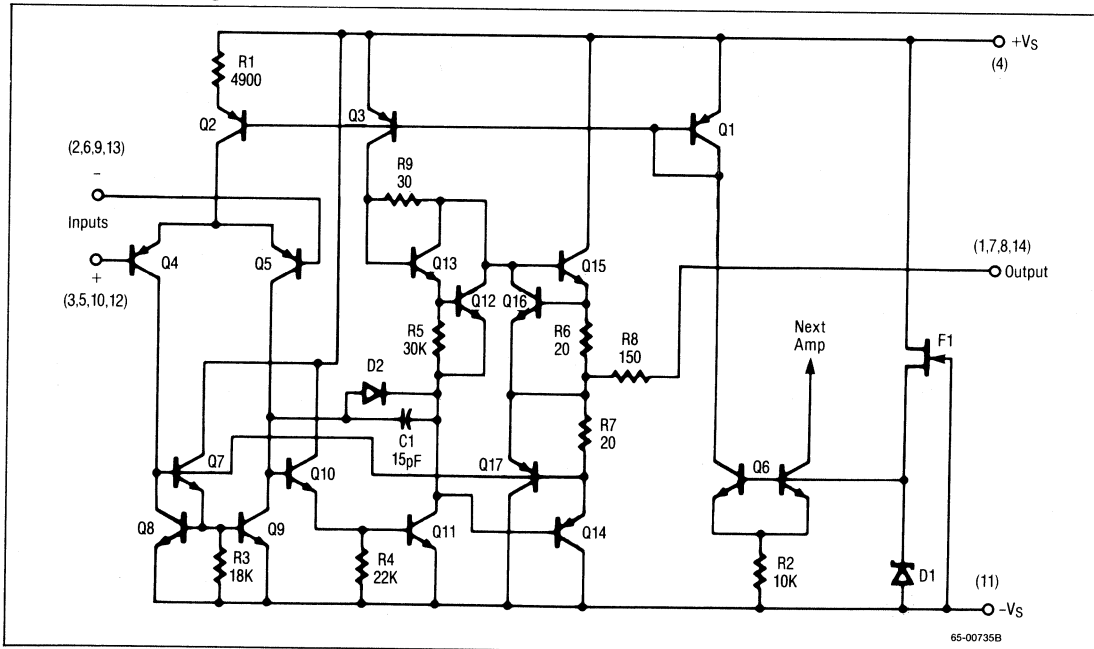 +VS
(4)
R1
4900
Q2
Q3
Q1
(2,6,9,13)
−
Inputs
+
(3,5,10,12)
Q4
Q5
R9
30
Q13
Q12
Q16
Q15
(1,7,8,14)
Output
R5
30K
R6
20
R8
150
Next
Amp
F1
D2
C1
15pF
R7
20
Q7
Q10
Q17
Q6
Q8
Q9
Q11
Q14
R3
18K
R4
22K
R2
10K
D1
(11)
−VS
65-00735B